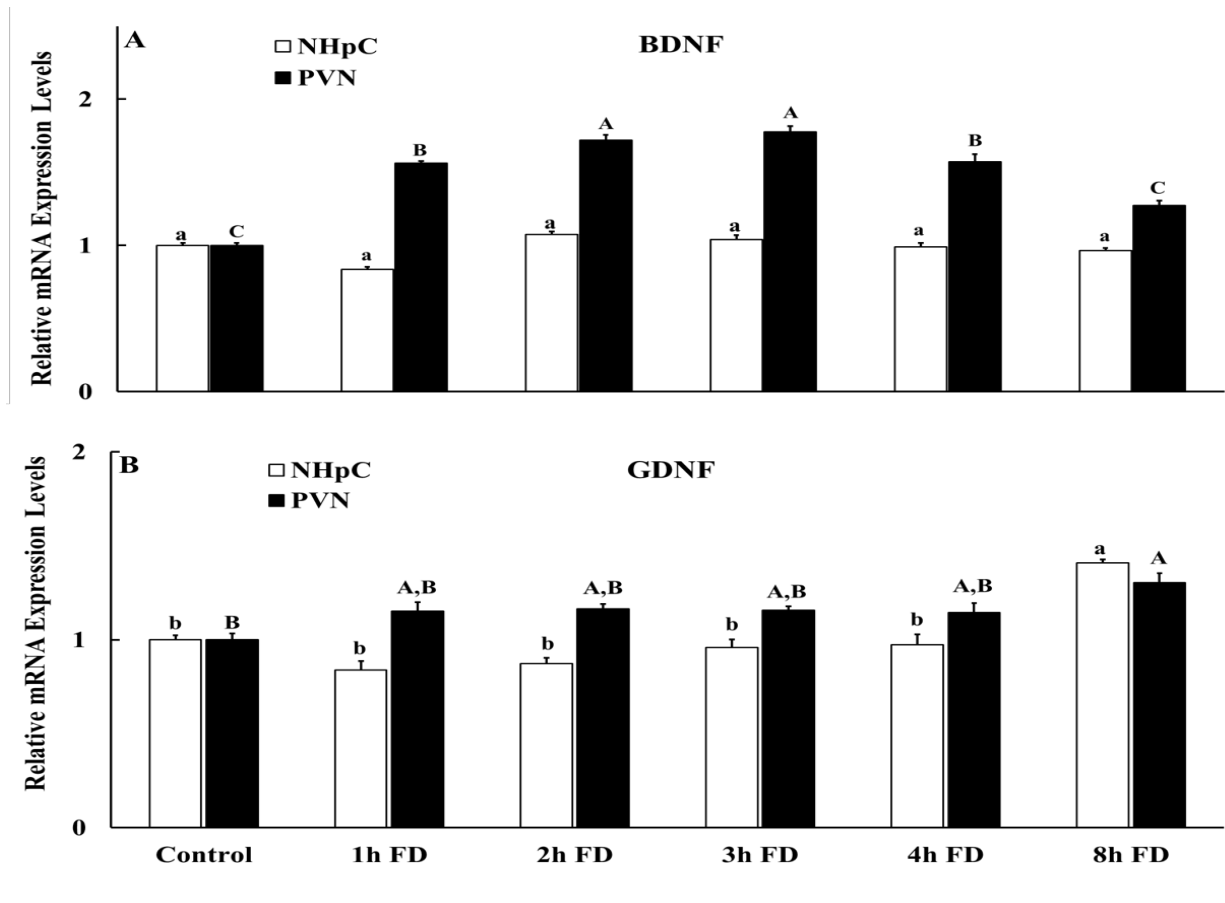 A
NHpC
BDNF
PVN
Relative mRNA Expression Levels
2
1
0
a C
a B
a A
a A
a B
a C
B
NHpC
GDNF
PVN
Relative mRNA Expression Levels
2
1
0
b B
b A,B
b A,B
b A,B
b A,B
a A
Control 1h FD 2h FD 3h FD 4h FD 8h FD